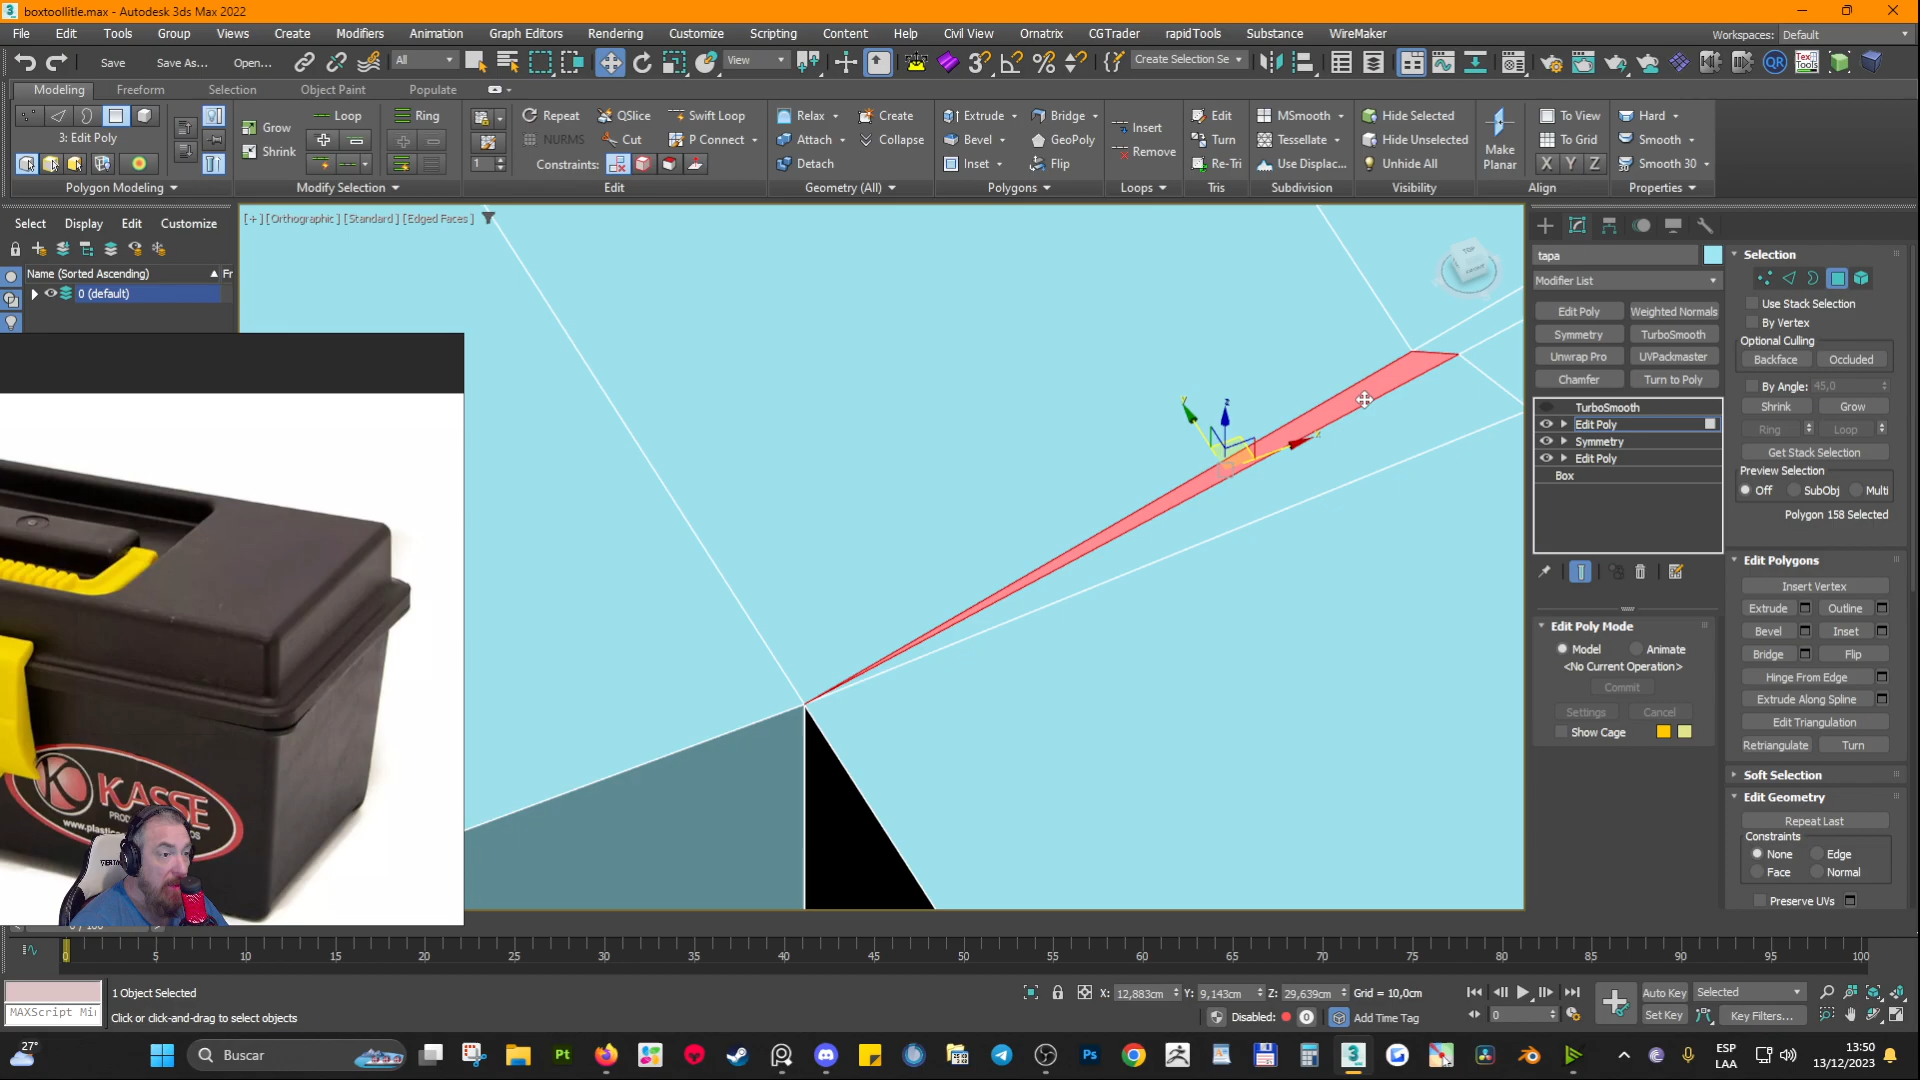 boxtoollitle.max - Autodesk 3ds Max 2022
File Edit Tools Group Views Create Modifiers Animation Graph Editors Rendering Customize Scripting Content Help Civil View Ornatrix CGTrader rapidTools Substance WireMaker
Workspaces: Default
Save Save As... Open... All View Create Selection Se
Modeling Freeform Selection Object Paint Populate
3: Edit Poly
Grow Loop Ring Repeat QSlice Swift Loop Relax Create Extrude Bridge Insert Edit MSmooth Hide Selected To View Hard
Shrink NURMS Cut P Connect Attach Collapse Bevel GeoPoly Remove Turn Tessellate Hide Unselected Make Planar To Grid Smooth
1 Constraints: Detach Inset Flip Re-Tri Use Displac... Unhide All X Y Z Smooth 30
Polygon Modeling Modify Selection Edit Geometry (All) Polygons Loops Tris Subdivision Visibility Align Properties
Select Display Edit Customize
Name (Sorted Ascending) Fr
0 (default)
[+] [Orthographic] [Standard] [Edged Faces]
TOP
x
y
z
KASSE
tapa
Modifier List
Edit Poly Weighted Normals
Symmetry TurboSmooth
Unwrap Pro UVPackmaster
Chamfer Turn to Poly
TurboSmooth
Edit Poly
Symmetry
Edit Poly
Box
Edit Poly Mode
Model Animate
<No Current Operation>
Commit
Settings Cancel
Show Cage
Selection
Use Stack Selection
By Vertex
Optional Culling
Backface Occluded
By Angle: 45,0
Shrink Grow
Ring Loop
Get Stack Selection
Preview Selection
Off SubObj Multi
Polygon 158 Selected
Edit Polygons
Insert Vertex
Extrude Outline
Bevel Inset
Bridge Flip
Hinge From Edge
Extrude Along Spline
Edit Triangulation
Retriangulate Turn
Soft Selection
Edit Geometry
Repeat Last
Constraints
None Edge
Face Normal
Preserve UVs
0 5 10 15 20 25 30 35 40 45 50 55 60 65 70 75 80 85 90 95 100
MAXScript Mi
1 Object Selected
Click or click-and-drag to select objects
X: 12,883cm Y: 9,143cm Z: 29,639cm Grid = 10,0cm
Disabled: 0 Add Time Tag
0
Auto Key Selected
Set Key Key Filters...
27°
Buscar
ESP
LAA
13:50
13/12/2023